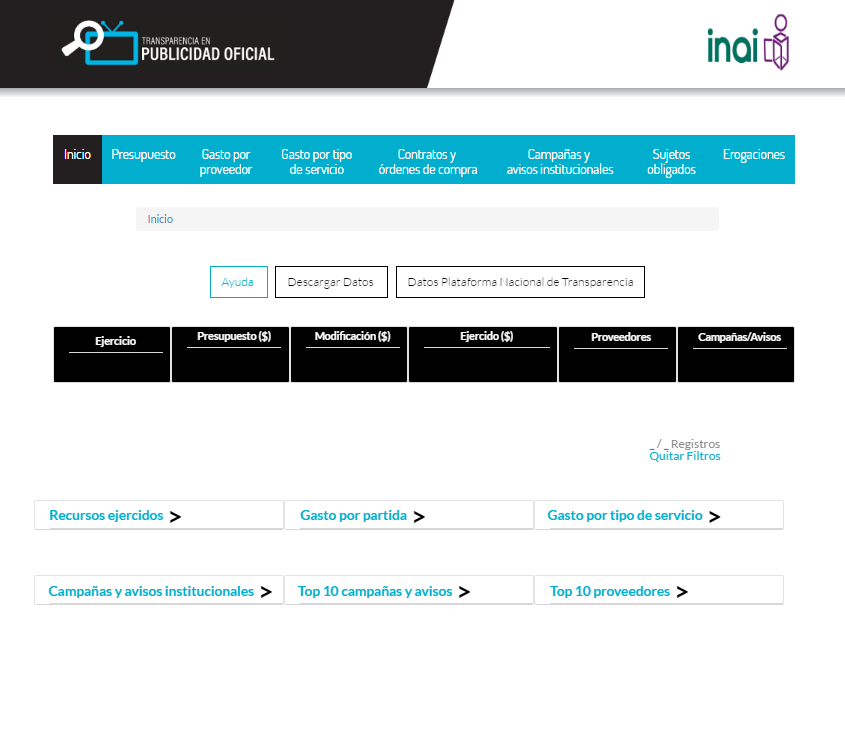 TRANSPARENCIA EN
PUBLICIDAD OFICIAL
inai
Inicio
Presupuesto
Gasto por
proveedor
Gasto por tipo
de servicio
Contratos y
órdenes de compra
Campañas y
avisos institucionales
Sujetos
obligados
Erogaciones
Inicio
Ayuda
Descargar Datos
Datos Plataforma Nacional de Transparencia
Ejercicio
Presupuesto ($)
Modificación ($)
Ejercido ($)
Proveedores
Campañas/Avisos
_ / _ Registros
Quitar Filtros
Recursos ejercidos >
Gasto por partida >
Gasto por tipo de servicio >
Campañas y avisos institucionales >
Top 10 campañas y avisos >
Top 10 proveedores >